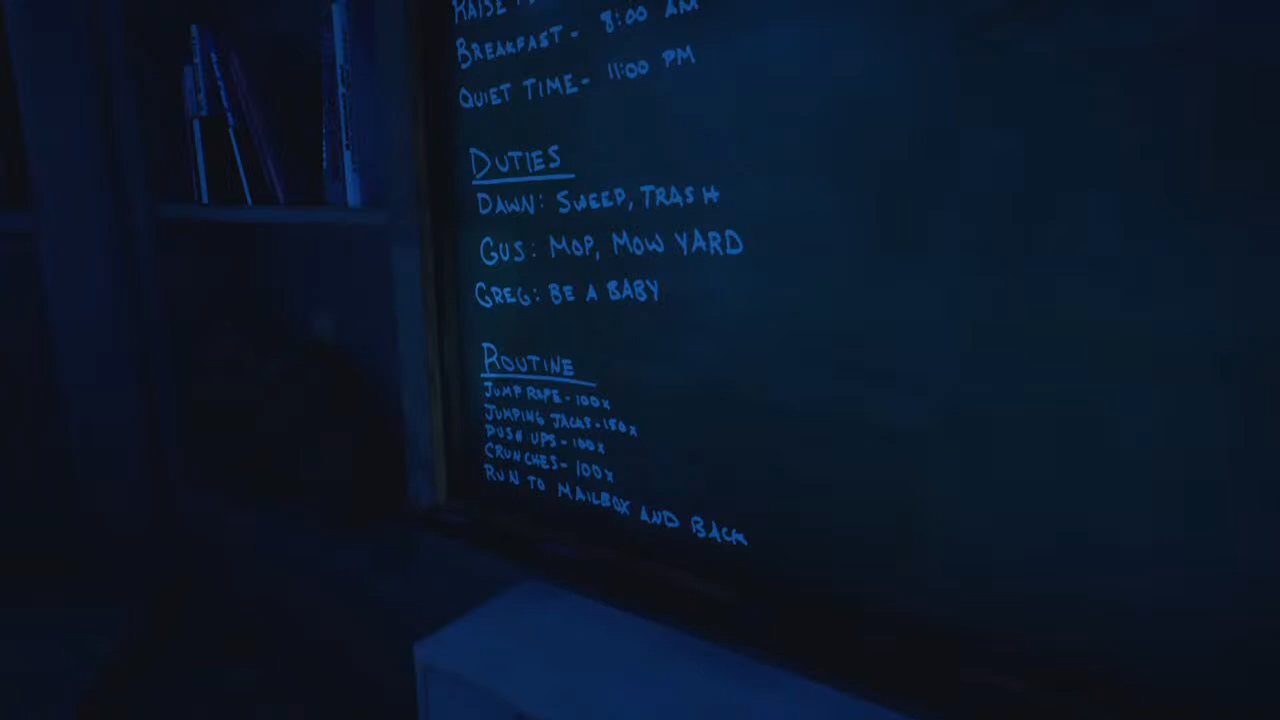 RAISE
BREAKFAST- 8:00 AM
QUIET TIME- 11:00 PM
DUTIES
DAWN: SWEEP, TRASH
GUS: MOP, MOW YARD
GREG: BE A BABY
ROUTINE
JUMP ROPE-100X
JUMPING JACKS-150X
PUSH UPS-100X
CRUNCHES-100X
RUN TO MAILBOX AND BACK